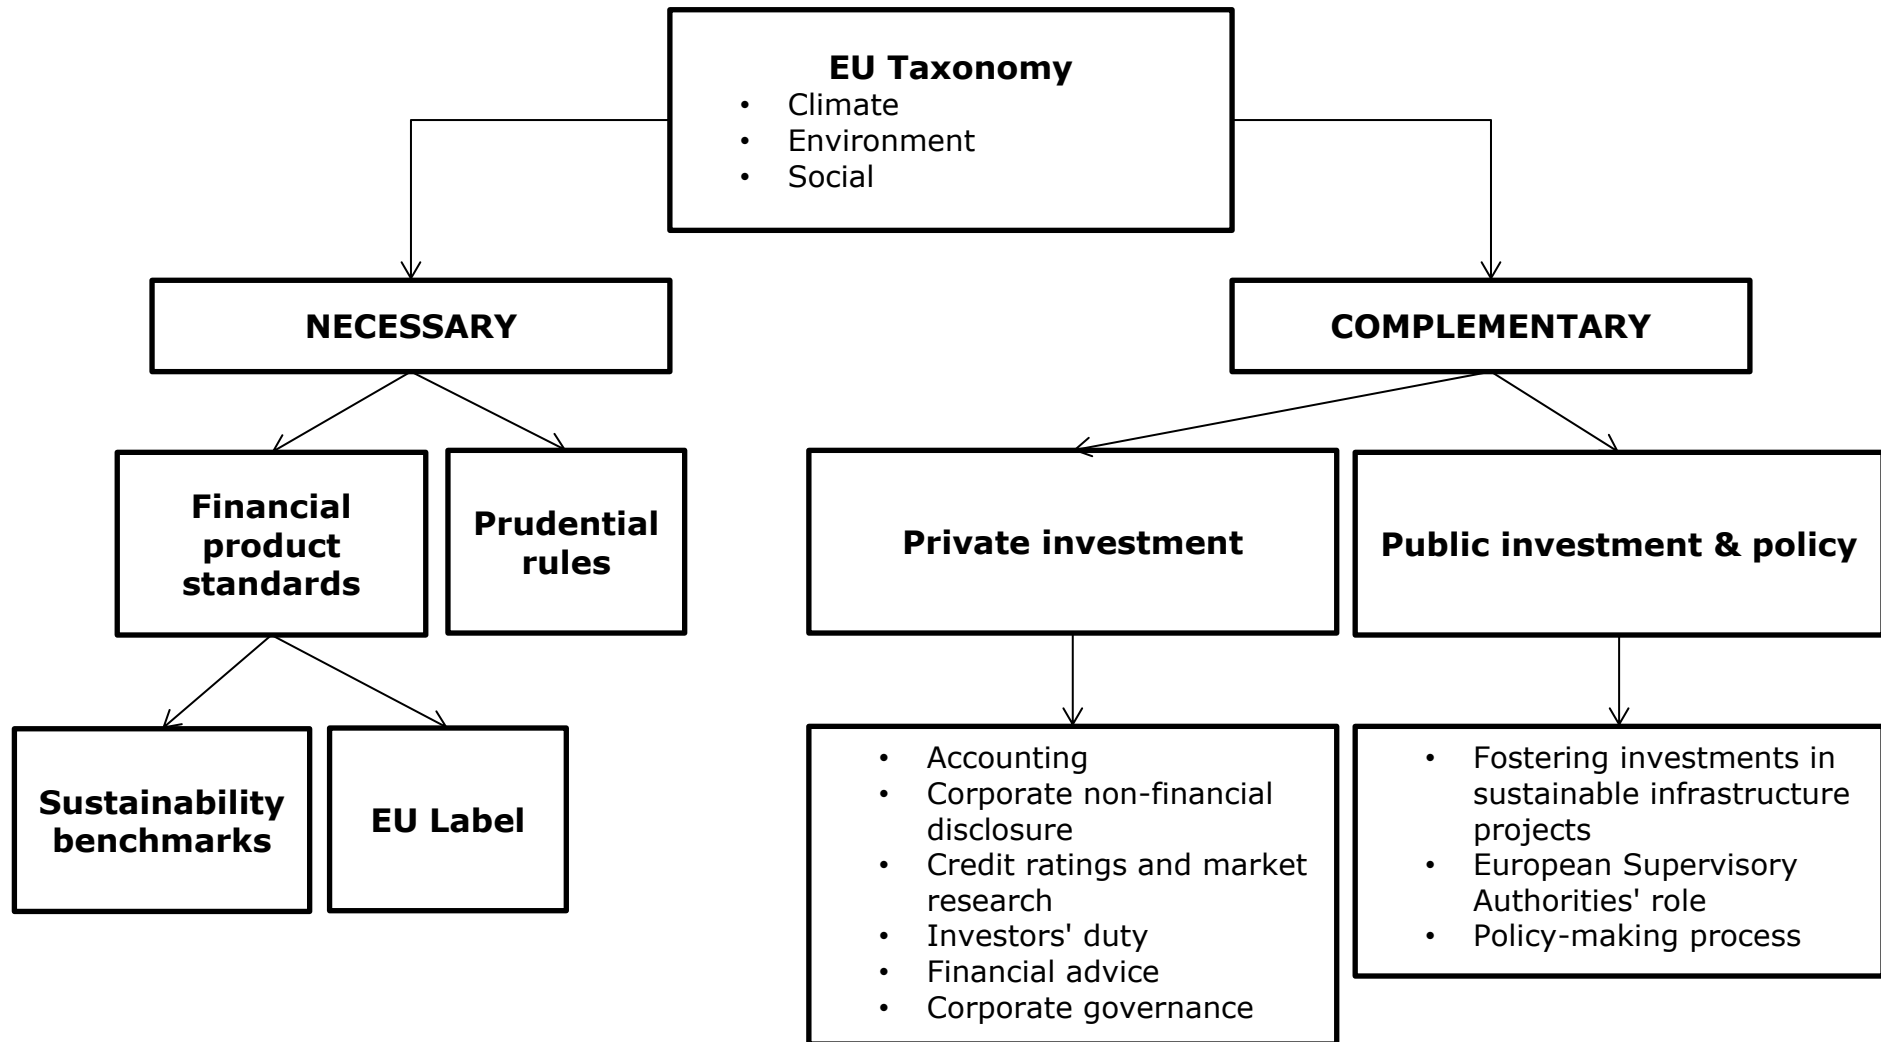 EU Taxonomy
• Climate
• Environment
• Social
NECESSARY
COMPLEMENTARY
Financial
product
standards
Prudential
rules
Private investment
Public investment & policy
Sustainability
benchmarks
EU Label
• Accounting
• Corporate non-financial
disclosure
• Credit ratings and market
research
• Investors' duty
• Financial advice
• Corporate governance
• Fostering investments in
sustainable infrastructure
projects
• European Supervisory
Authorities' role
• Policy-making process